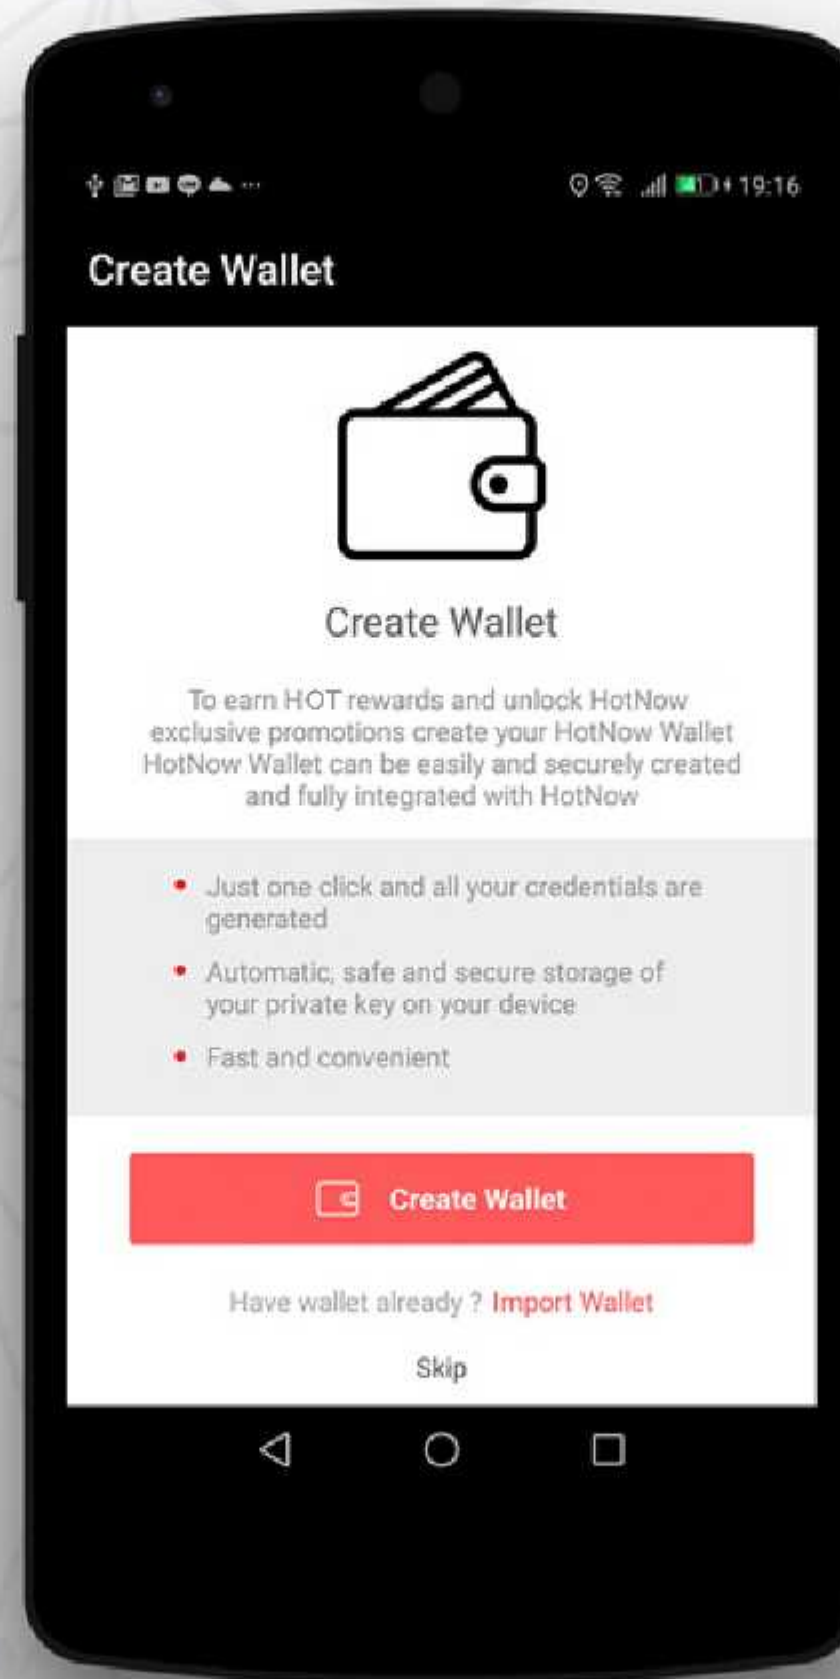 19:16
Create Wallet
Create Wallet
To earn HOT rewards and unlock HotNow
exclusive promotions create your HotNow Wallet
HotNow Wallet can be easily and securely created
and fully integrated with HotNow
Just one click and all your credentials are
generated
Automatic, safe and secure storage of
your private key on your device
Fast and convenient
Create Wallet
Have wallet already ? Import Wallet
Skip